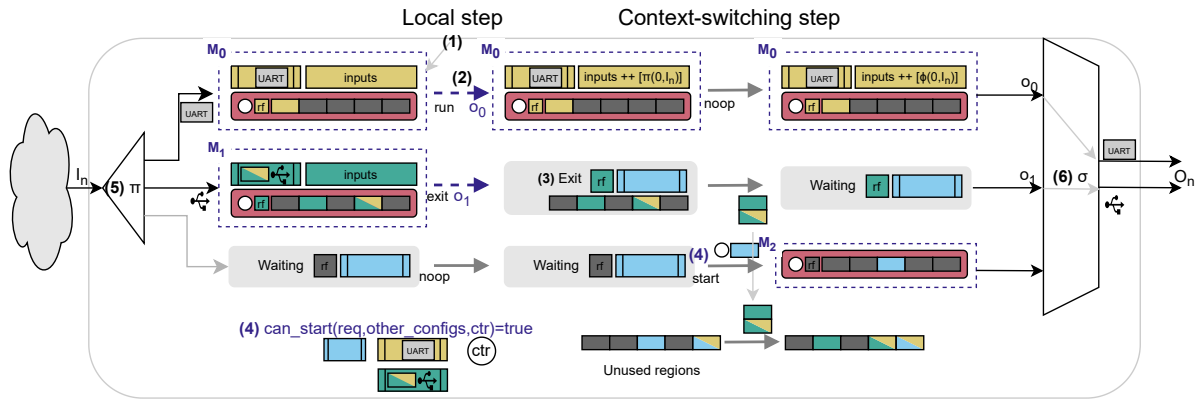 Local step
Context-switching step
(1)
M0
M0
M0
UART
inputs
UART
inputs ++ [π(0,In)]
UART
inputs ++ [ϕ(0,In)]
(2)
rf
run
o0
rf
noop
rf
o0
UART
UART
M1
In
(5) π
inputs
rf
exit
o1
(3) Exit
rf
Waiting
rf
o1
(6) σ
On
Waiting
rf
noop
Waiting
rf
(4)
start
M2
rf
(4) can_start(req,other_configs,ctr)=true
UART
ctr
Unused regions